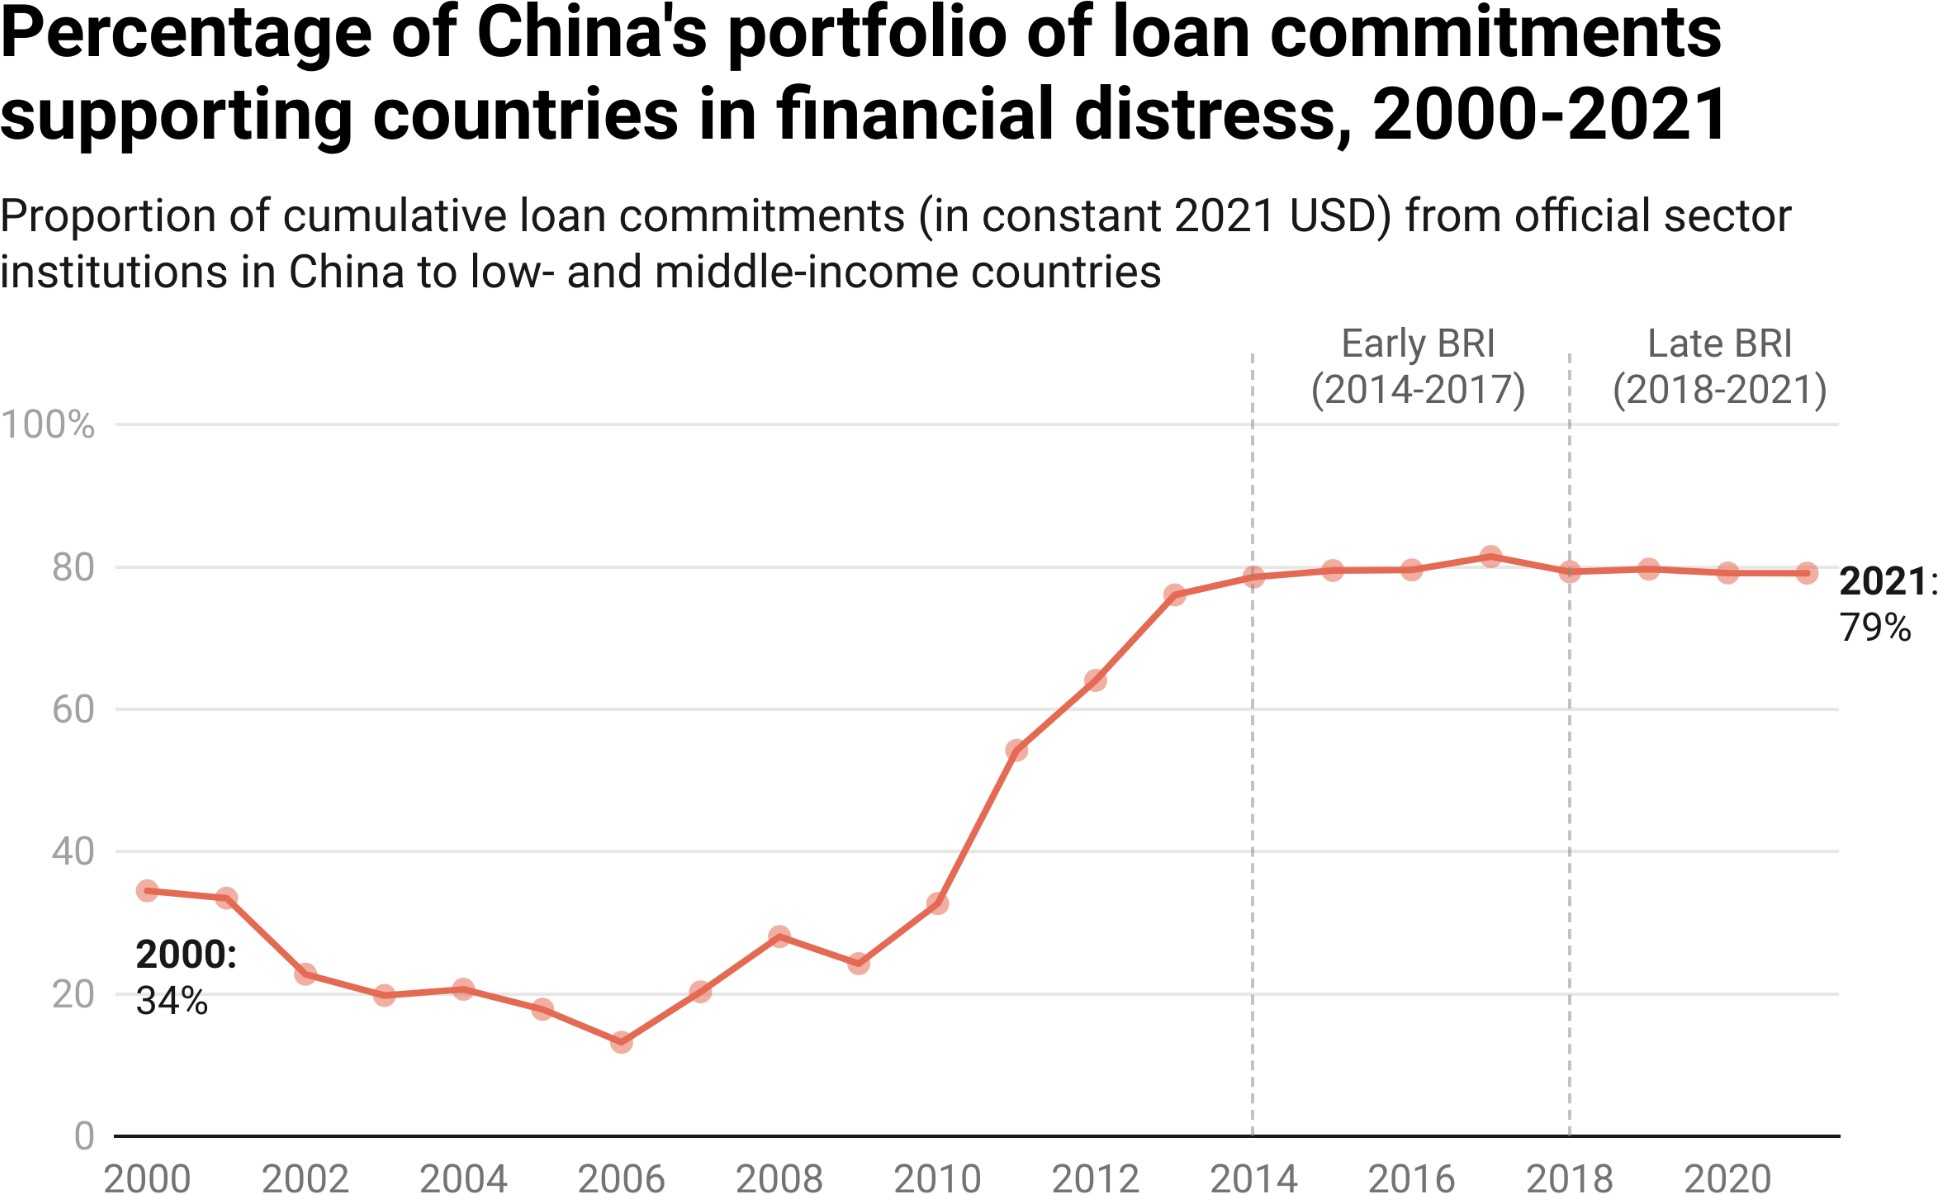 Percentage of China's portfolio of loan commitments
supporting countries in financial distress, 2000-2021
Proportion of cumulative loan commitments (in constant 2021 USD) from official sector
institutions in China to low- and middle-income countries
Early BRI
(2014-2017)
Late BRI
(2018-2021)
100%
80
60
40
20
0
2021:
79%
2000:
34%
2000 2002 2004 2006 2008 2010 2012 2014 2016 2018 2020